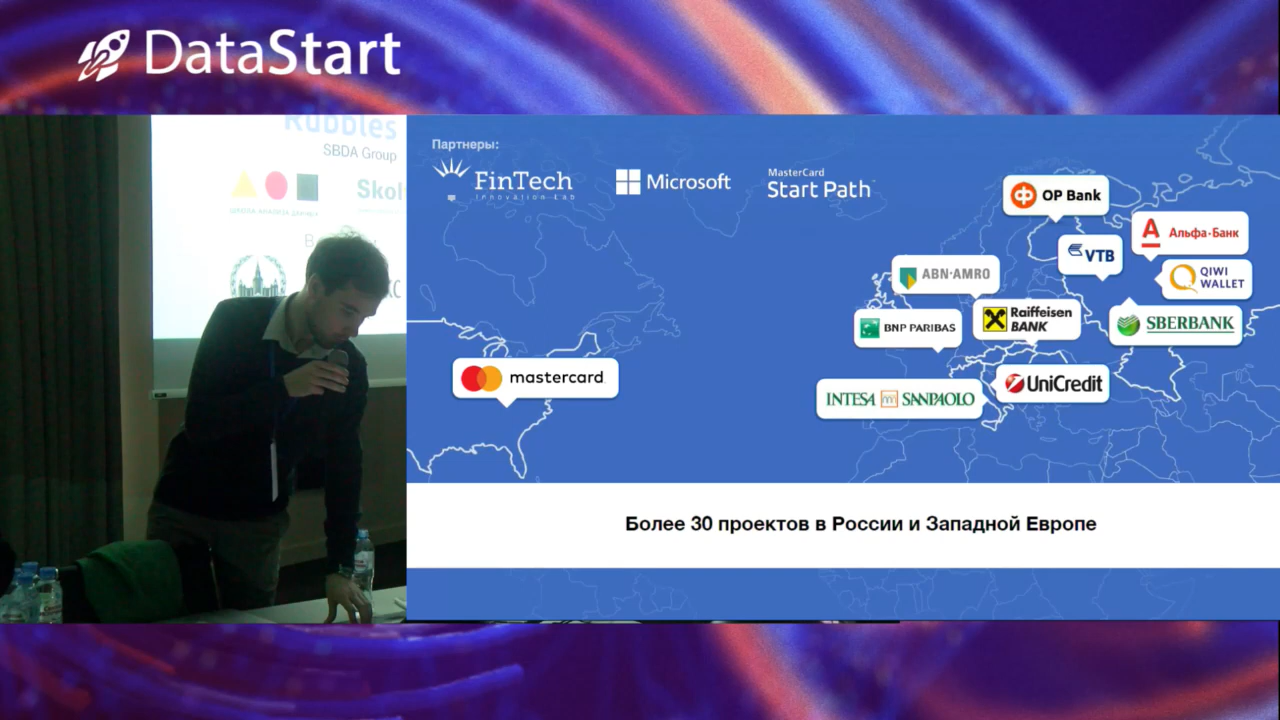 DataStart
Rubbles
SBDA Group
Партнеры:
FinTech
Innovation Lab
Microsoft
MasterCard
Start Path
OP Bank
Альфа-Банк
VTB
QIWI
WALLET
ABN·AMRO
Raiffeisen
BANK
BNP PARIBAS
SBERBANK
mastercard
INTESA SANPAOLO
UniCredit
Более 30 проектов в России и Западной Европе